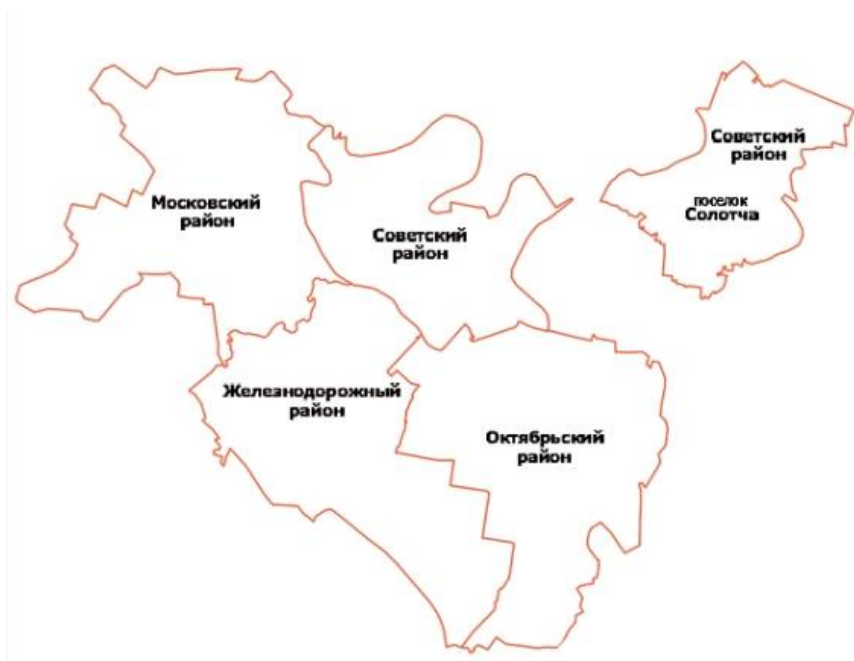 Московский
район
Советский
район
Советский
район
поселок
Солотча
Железнодорожный
район
Октябрьский
район